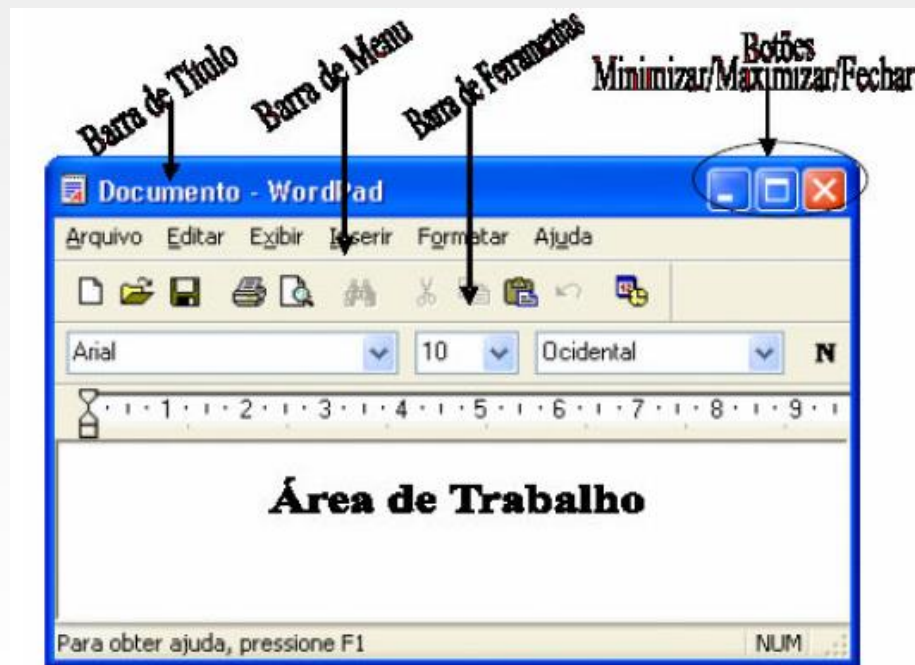 Barra de Título
Barra de Menu
Barra de Ferramentas
Botões
Minimizar/Maximizar/Fechar
Documento - WordPad
Arquivo Editar Exibir Inserir Formatar Ajuda
Arial 10 Ocidental N
1 2 3 4 5 6 7 8 9
Área de Trabalho
Para obter ajuda, pressione F1 NUM